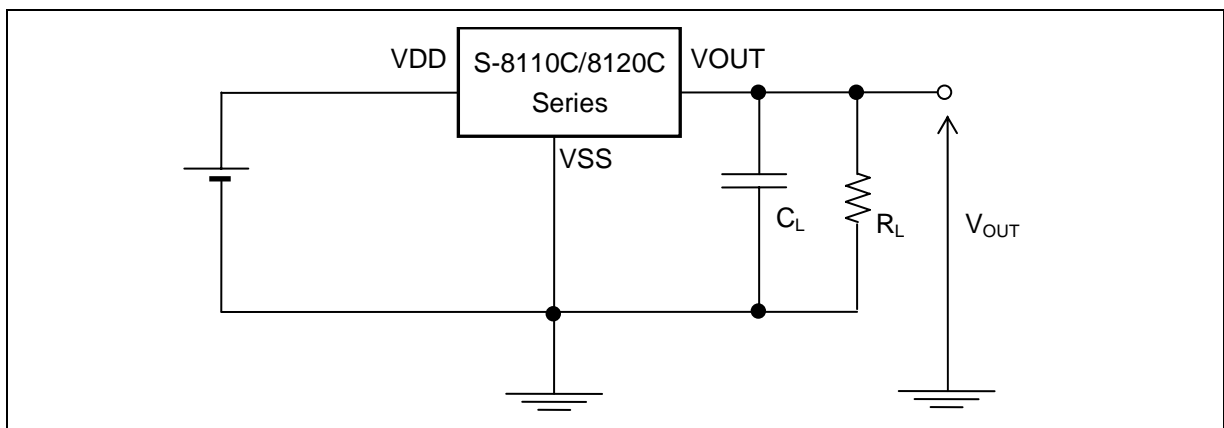 VDD
S-8110C/8120C
Series
VOUT
VSS
CL
RL
VOUT